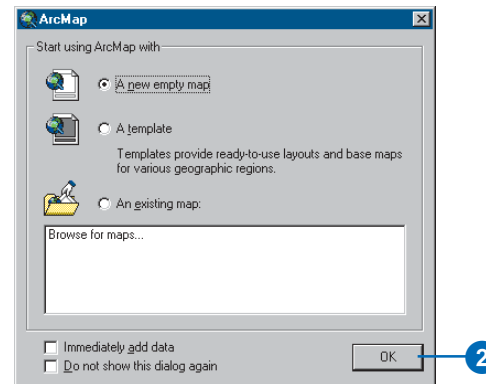 ArcMap
Start using ArcMap with
A new empty map
A template
Templates provide ready-to-use layouts and base maps
for various geographic regions.
An existing map:
Browse for maps...
Immediately add data
Do not show this dialog again
OK
2